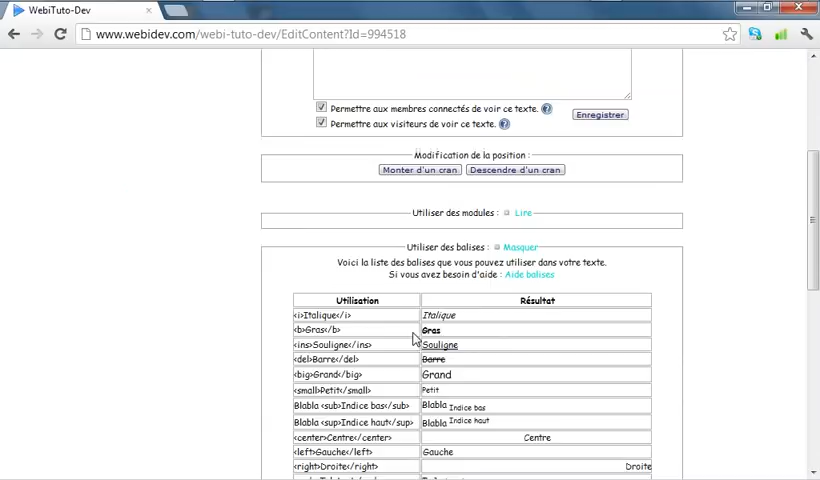 WebiTuto-Dev
www.webidev.com/webi-tuto-dev/EditContent?Id=994518
Permettre aux membres connectés de voir ce texte.
Permettre aux visiteurs de voir ce texte.
Enregistrer
Modification de la position :
Monter d'un cran Descendre d'un cran
Utiliser des modules : Lire
Utiliser des balises : Masquer
Voici la liste des balises que vous pouvez utiliser dans votre texte.
Si vous avez besoin d'aide : Aide balises
Utilisation Résultat
<i>Italique</i> Italique
<b>Gras</b> Gras
<ins>Souligne</ins> Souligne
<del>Barre</del> Barre
<big>Grand</big> Grand
<small>Petit</small> Petit
Blabla <sub>Indice bas</sub> Blabla Indice bas
Blabla <sup>Indice haut</sup> Blabla Indice haut
<center>Centre</center> Centre
<left>Gauche</left> Gauche
<right>Droite</right> Droite